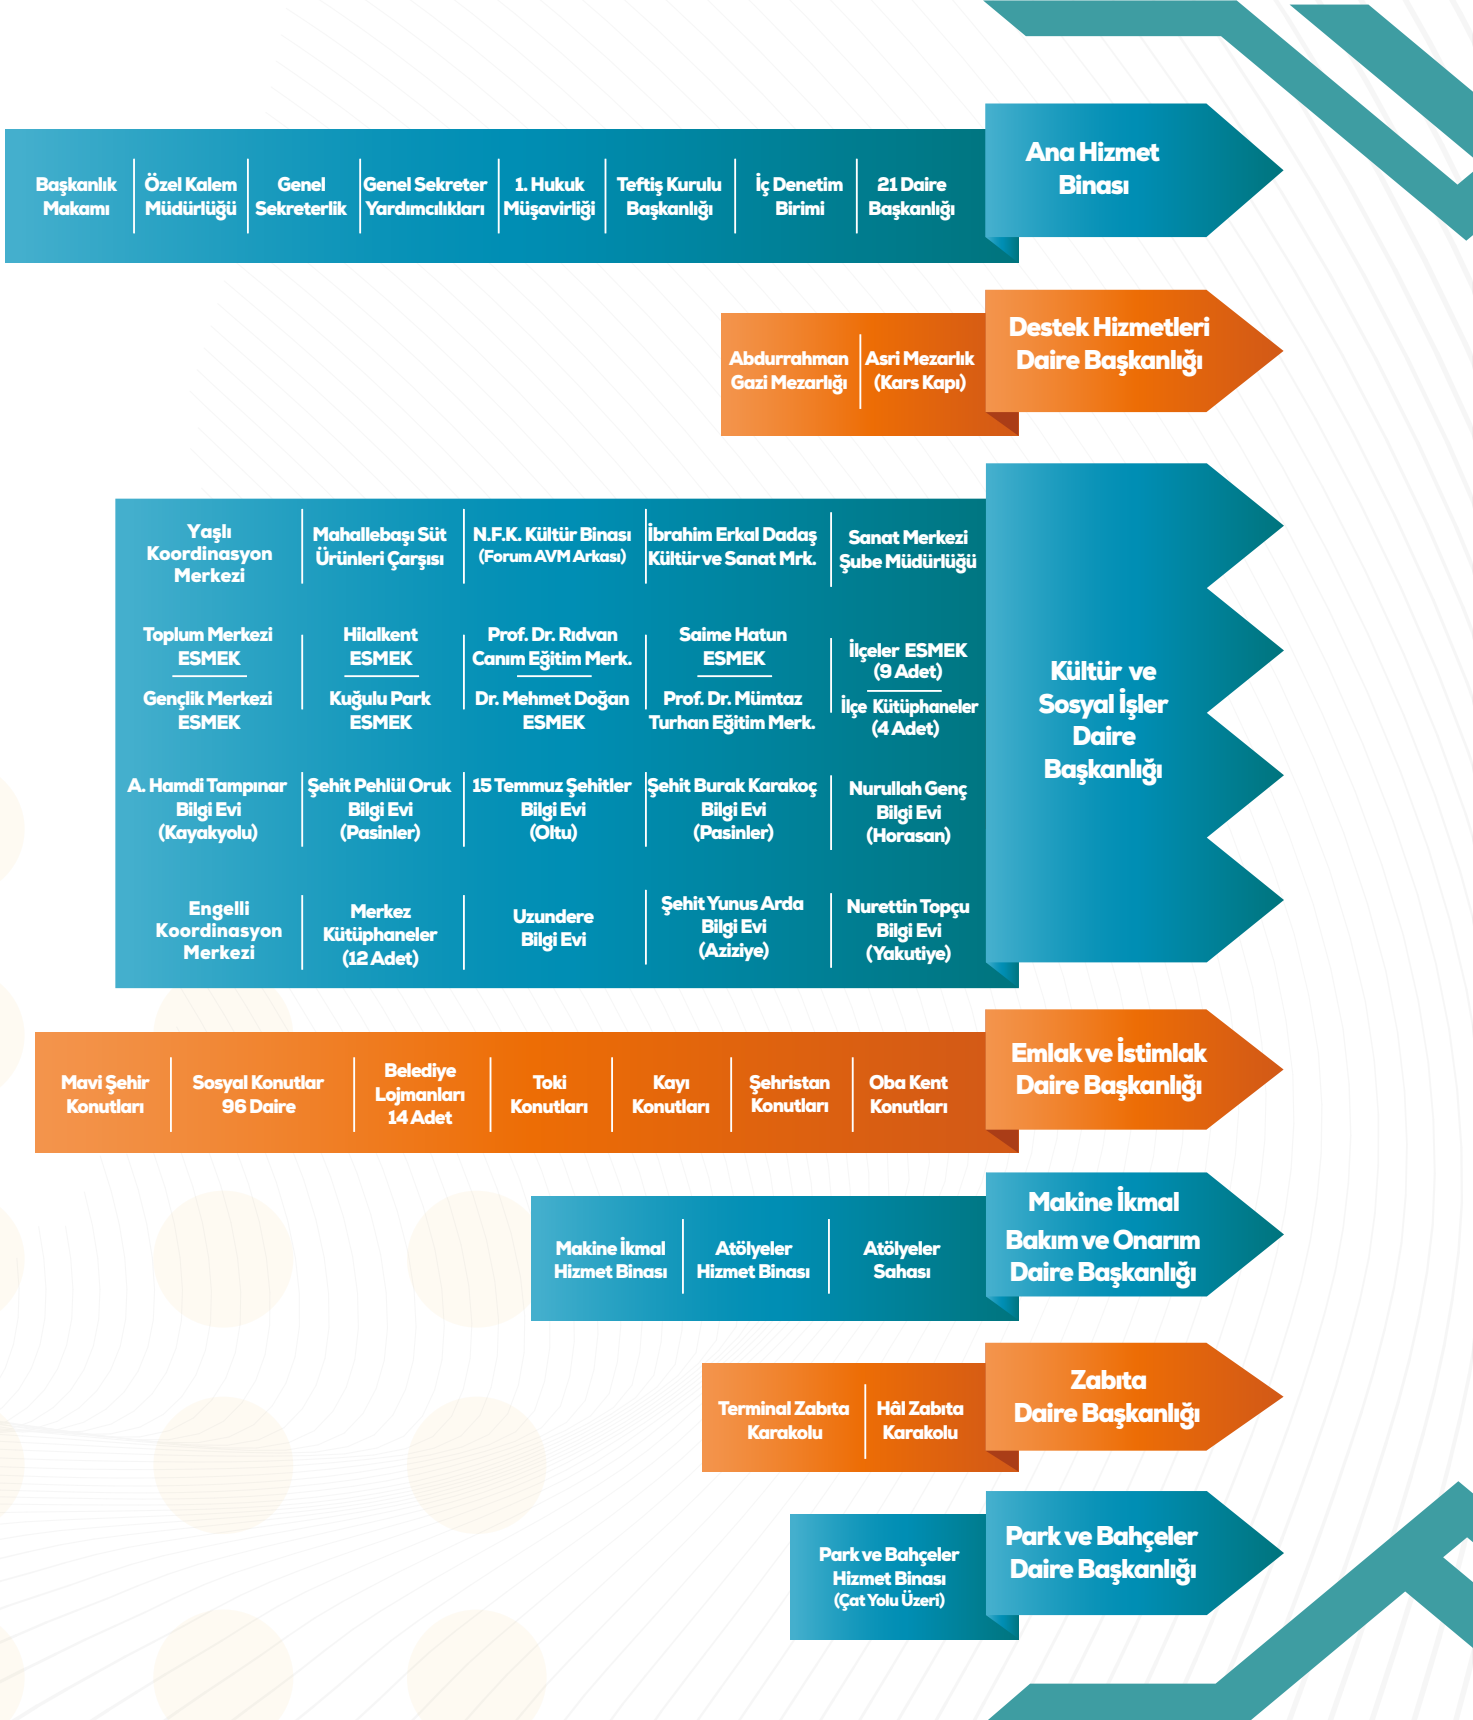 Başkanlık
Makamı
Özel Kalem
Müdürlüğü
Genel
Sekreterlik
Genel Sekreter
Yardımcılıkları
1. Hukuk
Müşavirliği
Teftiş Kurulu
Başkanlığı
İç Denetim
Birimi
21 Daire
Başkanlığı
Ana Hizmet
Binası
Abdurrahman
Gazi Mezarlığı
Asri Mezarlık
(Kars Kapı)
Destek Hizmetleri
Daire Başkanlığı
Yaşlı
Koordinasyon
Merkezi
Mahallebaşı Süt
Ürünleri Çarşısı
N.F.K. Kültür Binası
(Forum AVM Arkası)
İbrahim Erkal Dadaş
Kültür ve Sanat Mrk.
Sanat Merkezi
Şube Müdürlüğü
Toplum Merkezi
ESMEK
Gençlik Merkezi
ESMEK
Hilalkent
ESMEK
Kuğulu Park
ESMEK
Prof. Dr. Rıdvan
Canım Eğitim Merk.
Dr. Mehmet Doğan
ESMEK
Saime Hatun
ESMEK
Prof. Dr. Mümtaz
Turhan Eğitim Merk.
İlçeler ESMEK
(9 Adet)
İlçe Kütüphaneler
(4 Adet)
A. Hamdi Tampınar
Bilgi Evi
(Kayakyolu)
Şehit Pehlül Oruk
Bilgi Evi
(Pasinler)
15 Temmuz Şehitler
Bilgi Evi
(Oltu)
Şehit Burak Karakoç
Bilgi Evi
(Pasinler)
Nurullah Genç
Bilgi Evi
(Horasan)
Engelli
Koordinasyon
Merkezi
Merkez
Kütüphaneler
(12 Adet)
Uzundere
Bilgi Evi
Şehit Yunus Arda
Bilgi Evi
(Aziziye)
Nurettin Topçu
Bilgi Evi
(Yakutiye)
Kültür ve
Sosyal İşler
Daire
Başkanlığı
Mavi Şehir
Konutları
Sosyal Konutlar
96 Daire
Belediye
Lojmanları
14 Adet
Toki
Konutları
Kayı
Konutları
Şehristan
Konutları
Oba Kent
Konutları
Emlak ve İstimlak
Daire Başkanlığı
Makine İkmal
Hizmet Binası
Atölyeler
Hizmet Binası
Atölyeler
Sahası
Makine İkmal
Bakım ve Onarım
Daire Başkanlığı
Terminal Zabıta
Karakolu
Hâl Zabıta
Karakolu
Zabıta
Daire Başkanlığı
Park ve Bahçeler
Hizmet Binası
(Çat Yolu Üzeri)
Park ve Bahçeler
Daire Başkanlığı